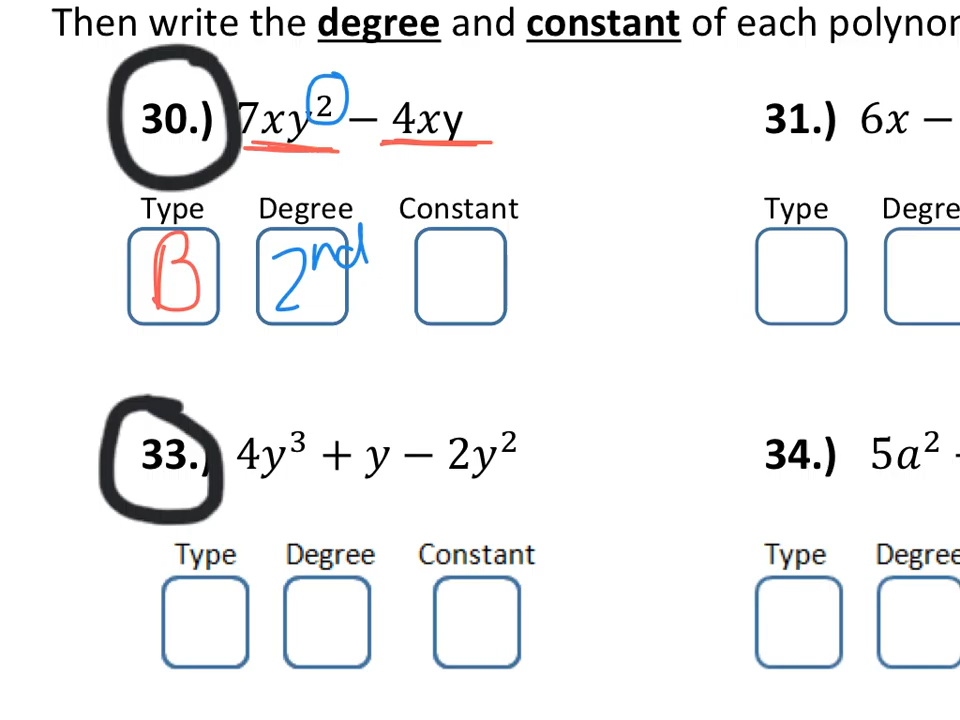 Then write the degree and constant of each polynon
30.) 7xy² − 4xy 31.) 6x −
Type Degree Constant Type Degre
B 2nd
33.) 4y³ + y − 2y² 34.) 5a²
Type Degree Constant Type Degree